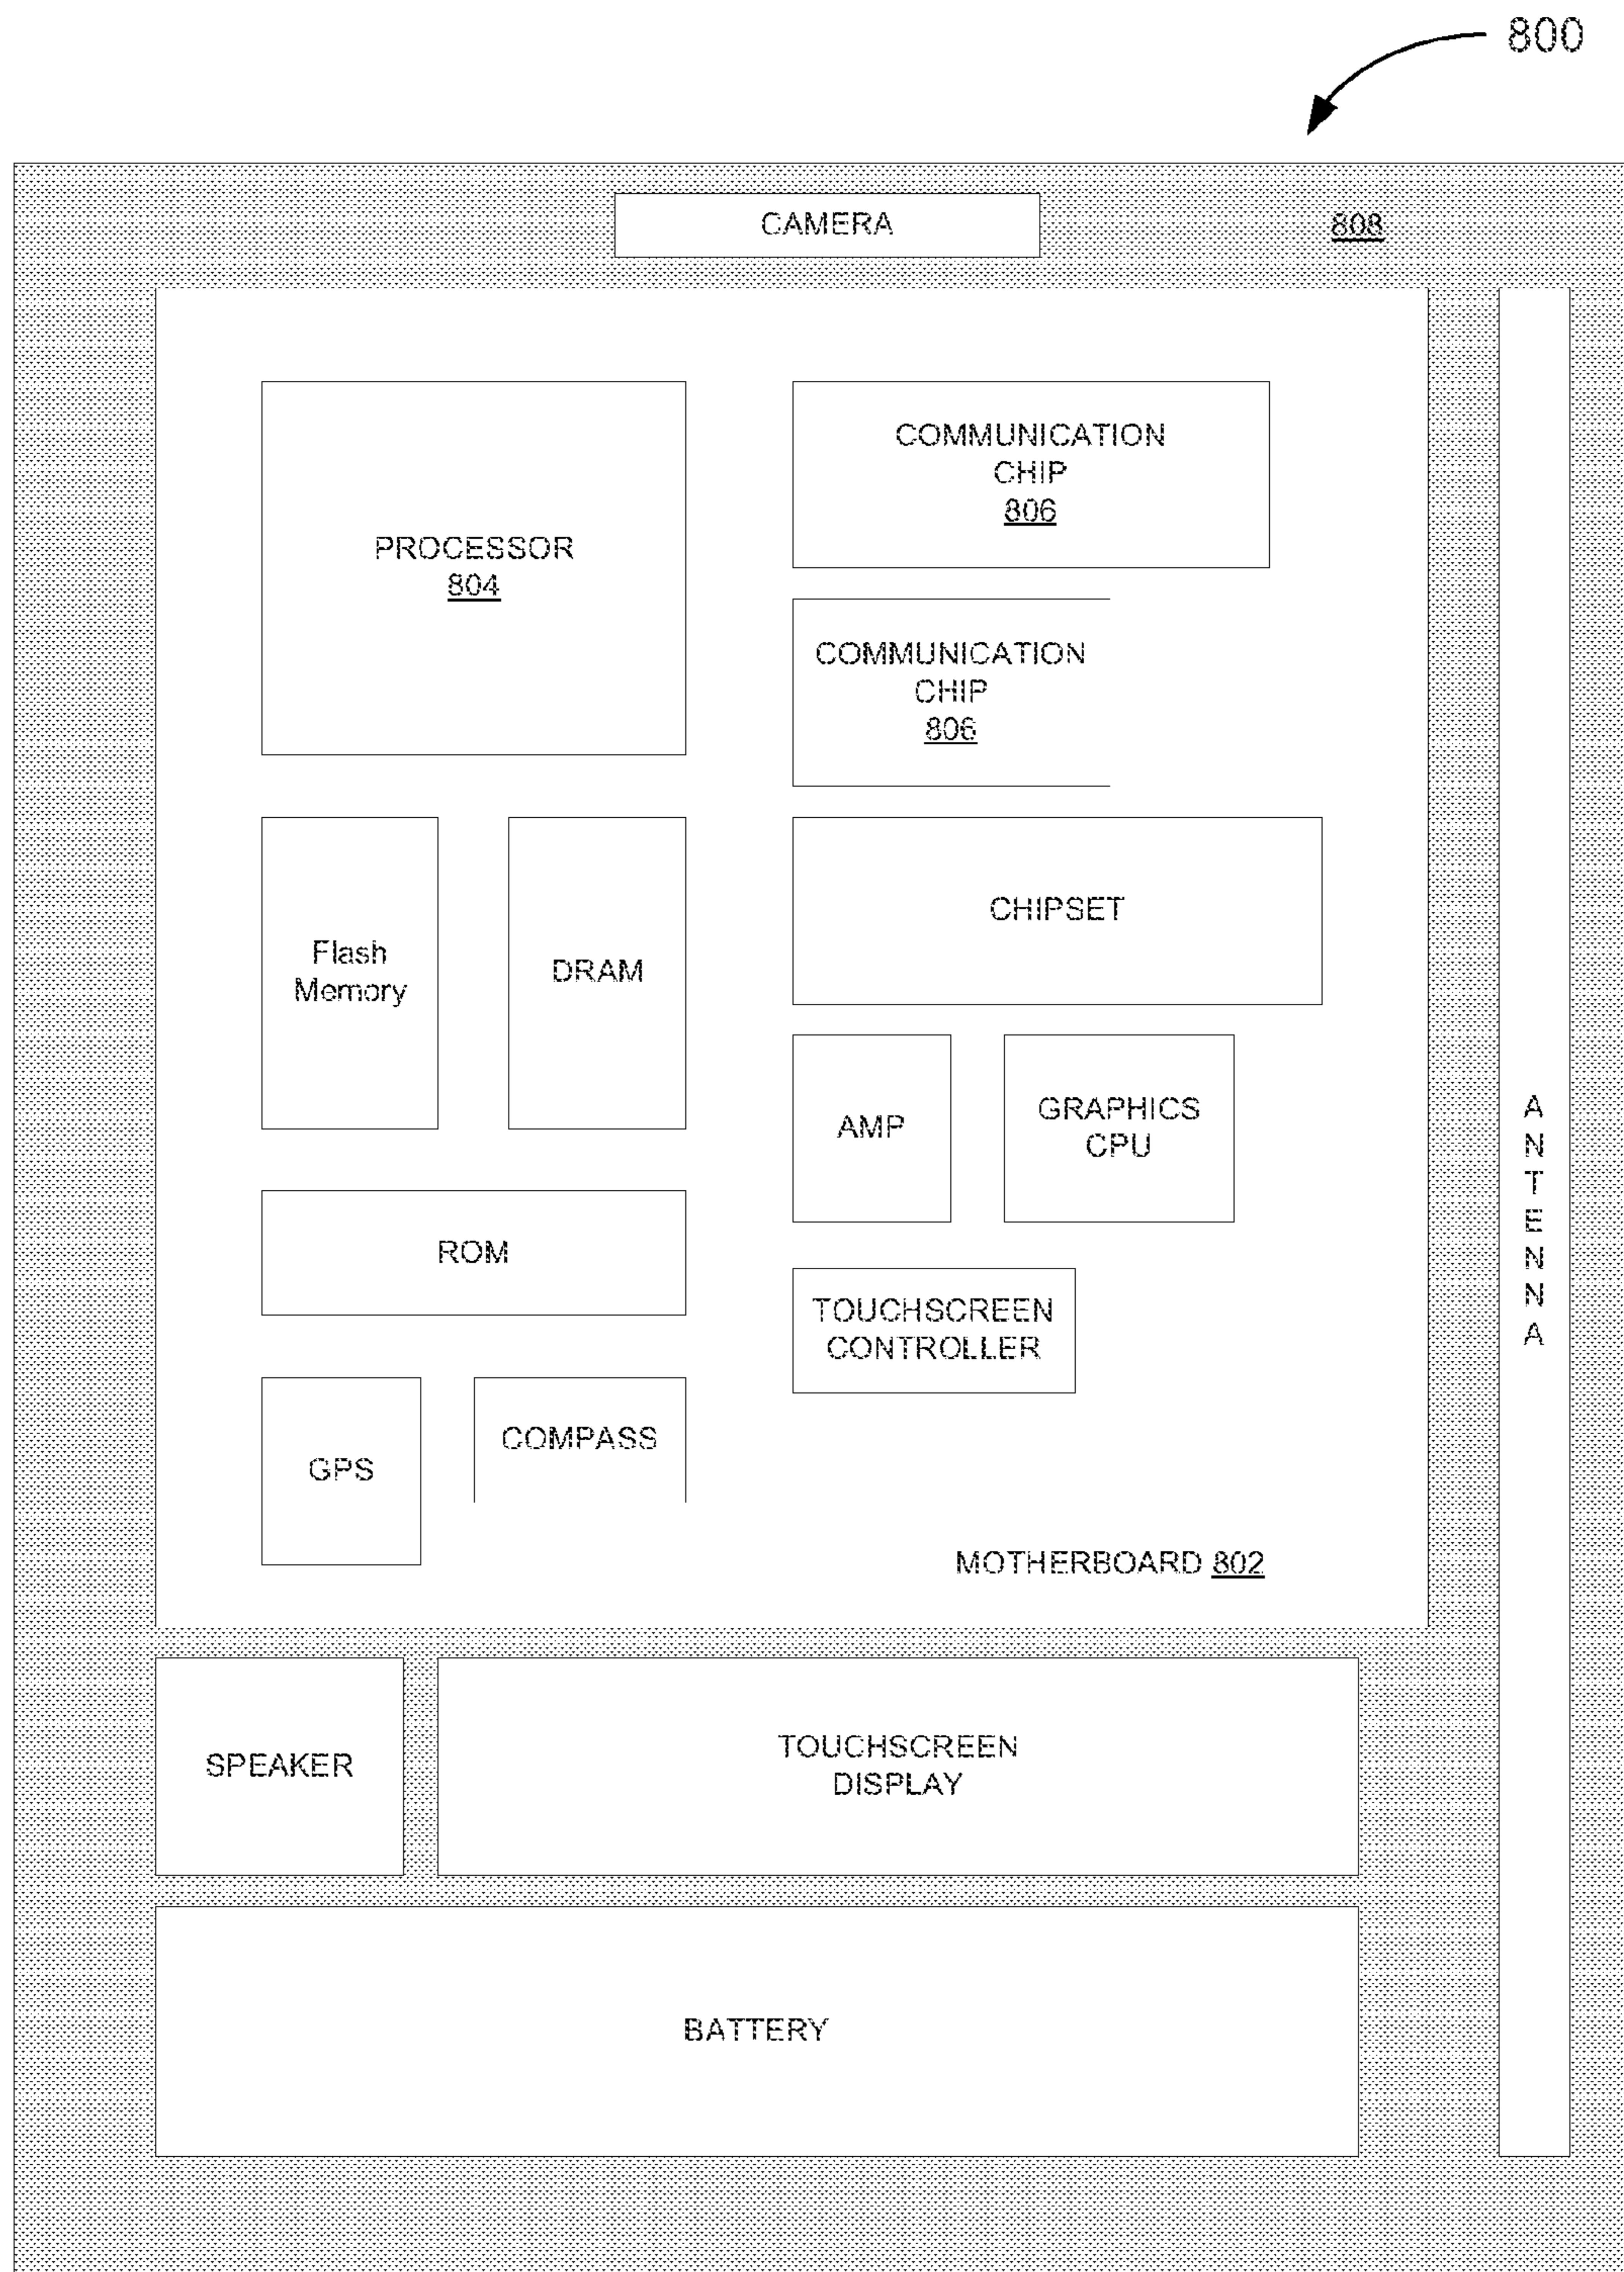 800
CAMERA
808
PROCESSOR
804
COMMUNICATION
CHIP
806
COMMUNICATION
CHIP
806
Flash
Memory
DRAM
CHIPSET
AMP
GRAPHICS
CPU
ROM
TOUCHSCREEN
CONTROLLER
GPS
COMPASS
MOTHERBOARD 802
ANTENNA
SPEAKER
TOUCHSCREEN
DISPLAY
BATTERY